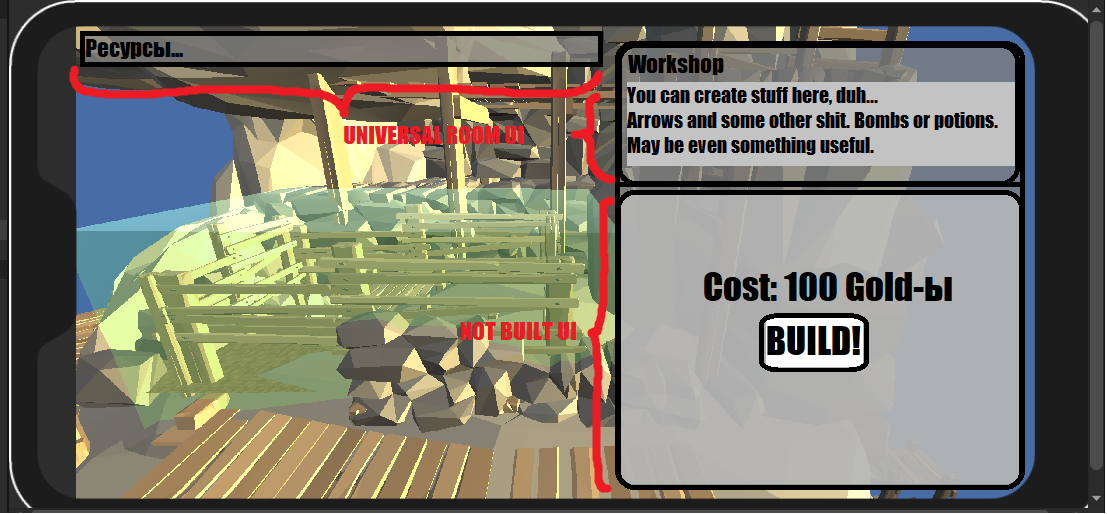 Ресурсы...
Workshop
You can create stuff here, duh...
Arrows and some other shit. Bombs or potions.
May be even something useful.
UNIVERSAL ROOM UI
Cost: 100 Gold-ы
NOT BUILT UI
BUILD!